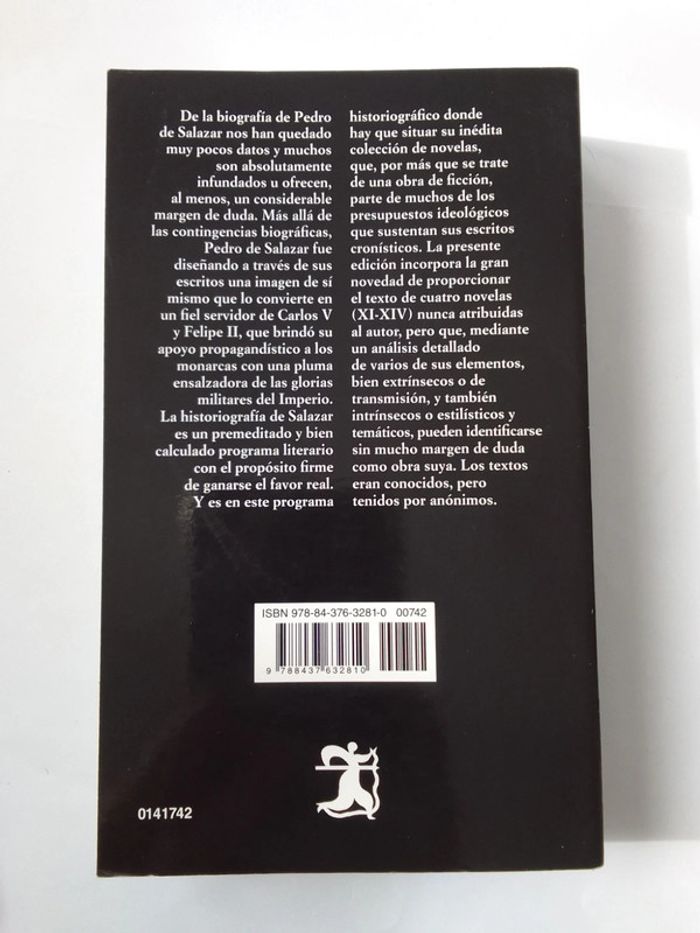 De la biografía de Pedro
de Salazar nos han quedado
muy pocos datos y muchos
son absolutamente
infundados u ofrecen,
al menos, un considerable
margen de duda. Más allá de
las contingencias biográficas,
Pedro de Salazar fue
diseñando a través de sus
escritos una imagen de sí
mismo que lo convierte en
un fiel servidor de Carlos V
y Felipe II, que brindó su
apoyo propagandístico a los
monarcas con una pluma
ensalzadora de las glorias
militares del Imperio.
La historiografía de Salazar
es un premeditado y bien
calculado programa literario
con el propósito firme
de ganarse el favor real.
Y es en este programa
historiográfico donde
hay que situar su inédita
colección de novelas,
que, por más que se trate
de una obra de ficción,
parte de muchos de los
presupuestos ideológicos
que sustentan sus escritos
cronísticos. La presente
edición incorpora la gran
novedad de proporcionar
el texto de cuatro novelas
(XI-XIV) nunca atribuidas
al autor, pero que, mediante
un análisis detallado
de varios de sus elementos,
bien extrínsecos o de
transmisión, y también
intrínsecos o estilísticos y
temáticos, pueden identificarse
sin mucho margen de duda
como obra suya. Los textos
eran conocidos, pero
tenidos por anónimos.
ISBN 978-84-376-3281-0 00742
9 788437 632810
0141742